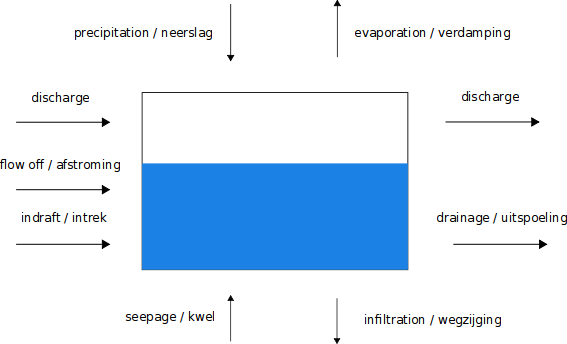 precipitation / neerslag
evaporation / verdamping
discharge
discharge
flow off / afstroming
indraft / intrek
drainage / uitspoeling
seepage / kwel
infiltration / wegzijging